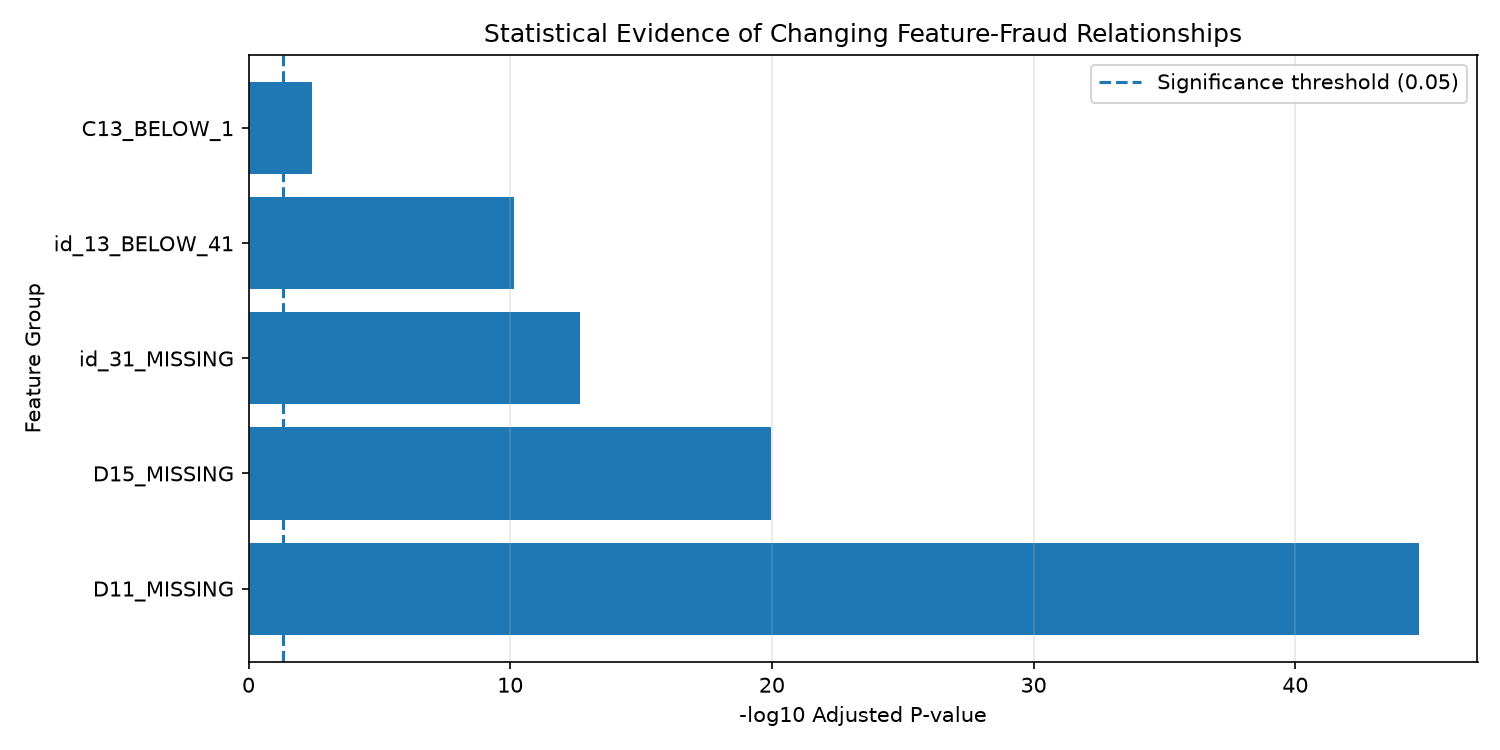 Statistical Evidence of Changing Feature-Fraud Relationships
Significance threshold (0.05)
Feature Group
C13_BELOW_1
id_13_BELOW_41
id_31_MISSING
D15_MISSING
D11_MISSING
0 10 20 30 40
-log10 Adjusted P-value